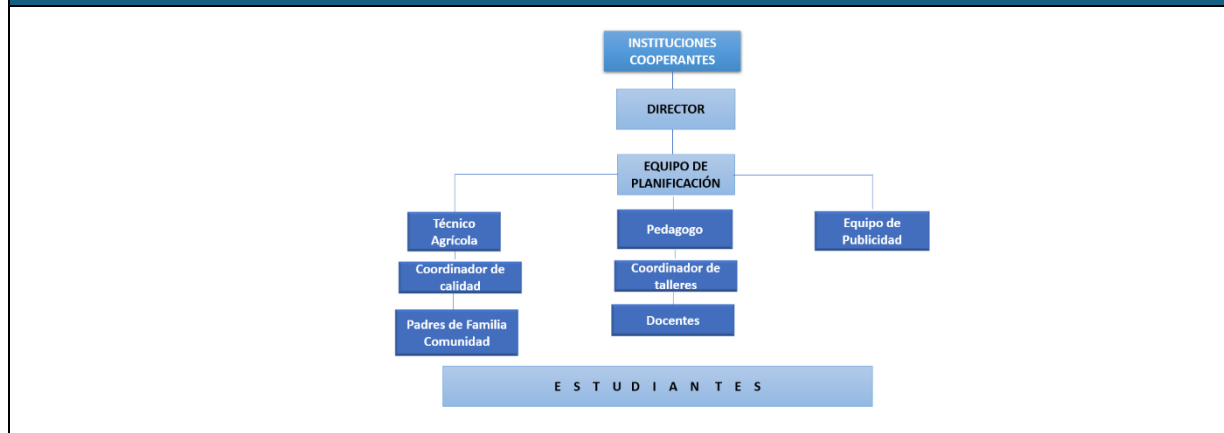 INSTITUCIONES
COOPERANTES
DIRECTOR
EQUIPO DE
PLANIFICACIÓN
Técnico
Agrícola
Pedagogo
Equipo de
Publicidad
Coordinador de
calidad
Coordinador de
talleres
Padres de Familia
Comunidad
Docentes
E S T U D I A N T E S